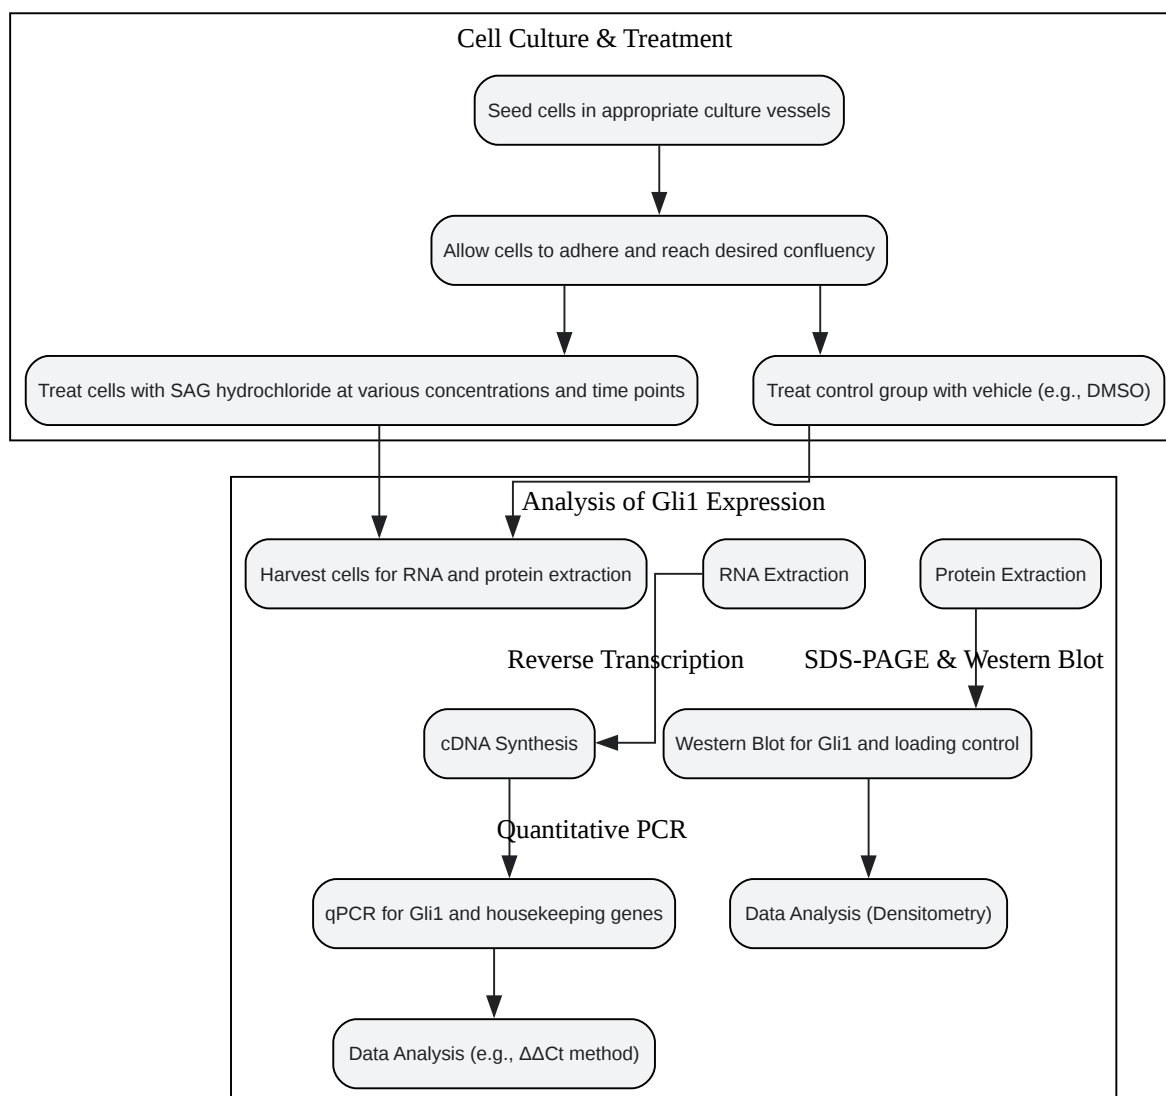 Cell Culture & Treatment
Seed cells in appropriate culture vessels
Allow cells to adhere and reach desired confluency
Treat cells with SAG hydrochloride at various concentrations and time points
Treat control group with vehicle (e.g., DMSO)
Analysis of Gli1 Expression
Harvest cells for RNA and protein extraction
RNA Extraction
Protein Extraction
Reverse Transcription
SDS-PAGE & Western Blot
cDNA Synthesis
Western Blot for Gli1 and loading control
Quantitative PCR
qPCR for Gli1 and housekeeping genes
Data Analysis (Densitometry)
Data Analysis (e.g., ΔΔCt method)